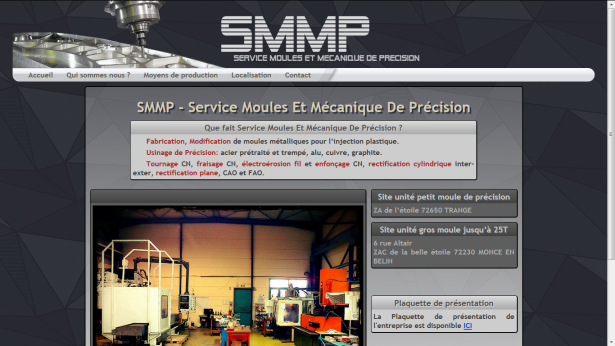 SMMP
SERVICE MOULES ET MECANIQUE DE PRECISION
Accueil Qui sommes nous ? Moyens de production Localisation Contact
SMMP - Service Moules Et Mécanique De Précision
Que fait Service Moules Et Mécanique De Précision ?
Fabrication, Modification de moules métalliques pour l'injection plastique.
Usinage de Précision: acier prétraité et trempé, alu, cuivre, graphite.
Tournage CN, fraisage CN, électroérosion fil et enfonçage CN, rectification cylindrique inter-
exter, rectification plane, CAO et FAO.
Site unité petit moule de précision
ZA de l'étoile 72650 TRANGE
Site unité gros moule jusqu'à 25T
6 rue Altair
ZAC de la belle étoile 72230 MONCE EN
BELIN
Plaquette de présentation
La Plaquette de présentation de
l'entreprise est disponible ICI